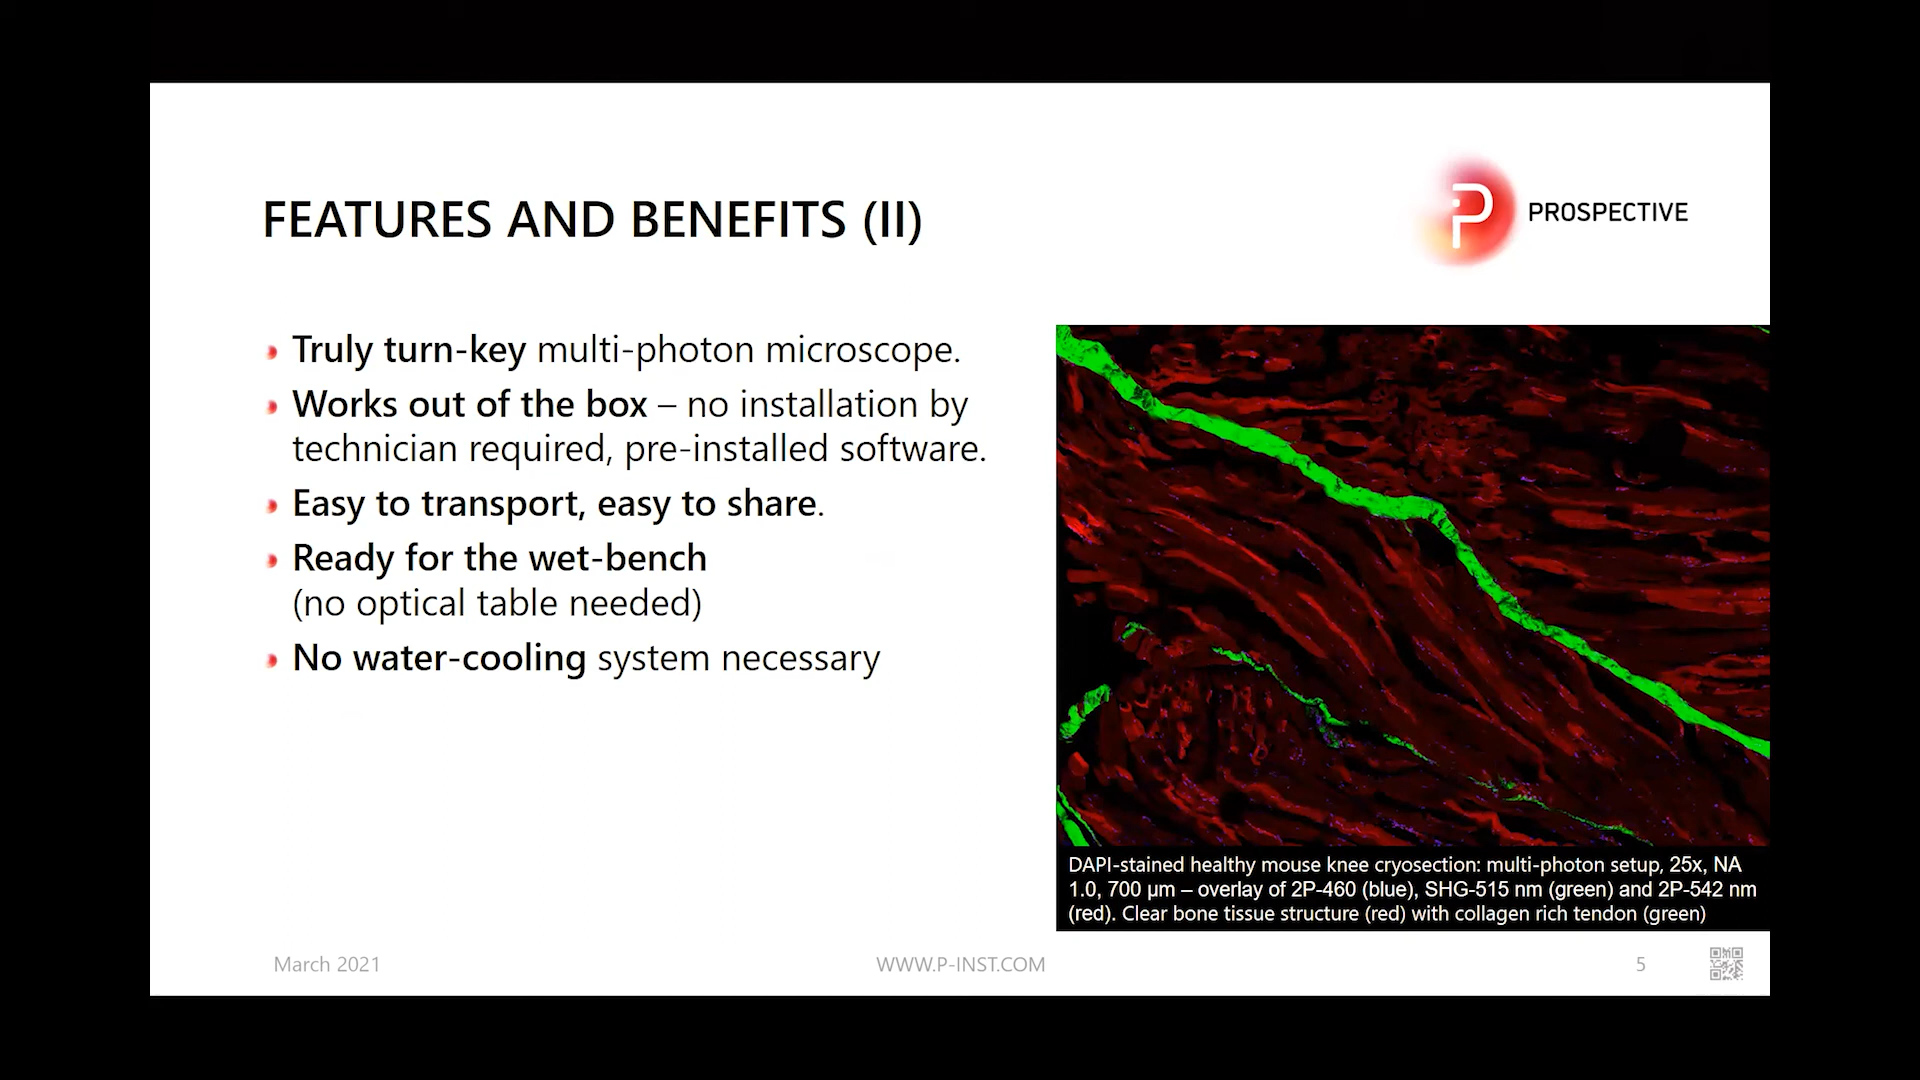 FEATURES AND BENEFITS (II)
PROSPECTIVE
Truly turn-key multi-photon microscope.
Works out of the box – no installation by
technician required, pre-installed software.
Easy to transport, easy to share.
Ready for the wet-bench
(no optical table needed)
No water-cooling system necessary
DAPI-stained healthy mouse knee cryosection: multi-photon setup, 25x, NA
1.0, 700 µm – overlay of 2P-460 (blue), SHG-515 nm (green) and 2P-542 nm
(red). Clear bone tissue structure (red) with collagen rich tendon (green)
March 2021
WWW.P-INST.COM
5